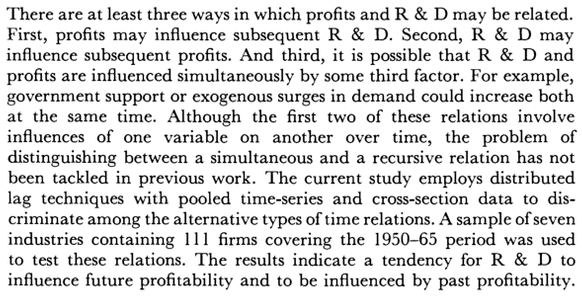 There are at least three ways in which profits and R & D may be related.
First, profits may influence subsequent R & D. Second, R & D may
influence subsequent profits. And third, it is possible that R & D and
profits are influenced simultaneously by some third factor. For example,
government support or exogenous surges in demand could increase both
at the same time. Although the first two of these relations involve
influences of one variable on another over time, the problem of
distinguishing between a simultaneous and a recursive relation has not
been tackled in previous work. The current study employs distributed
lag techniques with pooled time-series and cross-section data to dis-
criminate among the alternative types of time relations. A sample of seven
industries containing 111 firms covering the 1950–65 period was used
to test these relations. The results indicate a tendency for R & D to
influence future profitability and to be influenced by past profitability.